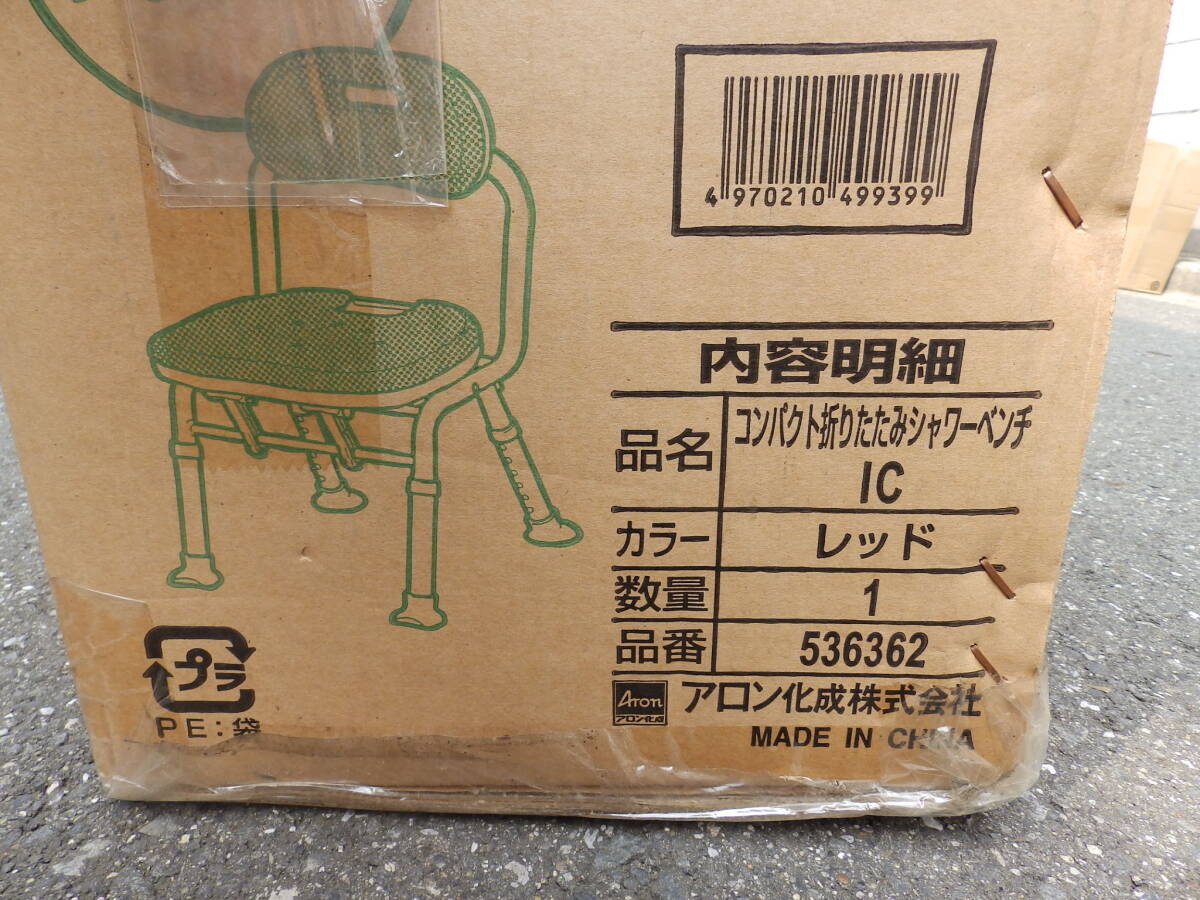 4 970210 499399
内容明細
品名 コンパクト折りたたみシャワーベンチ
IC
カラー レッド
数量 1
品番 536362
Aron
アロン化成
アロン化成株式会社
MADE IN CHINA
プラ
PE:袋